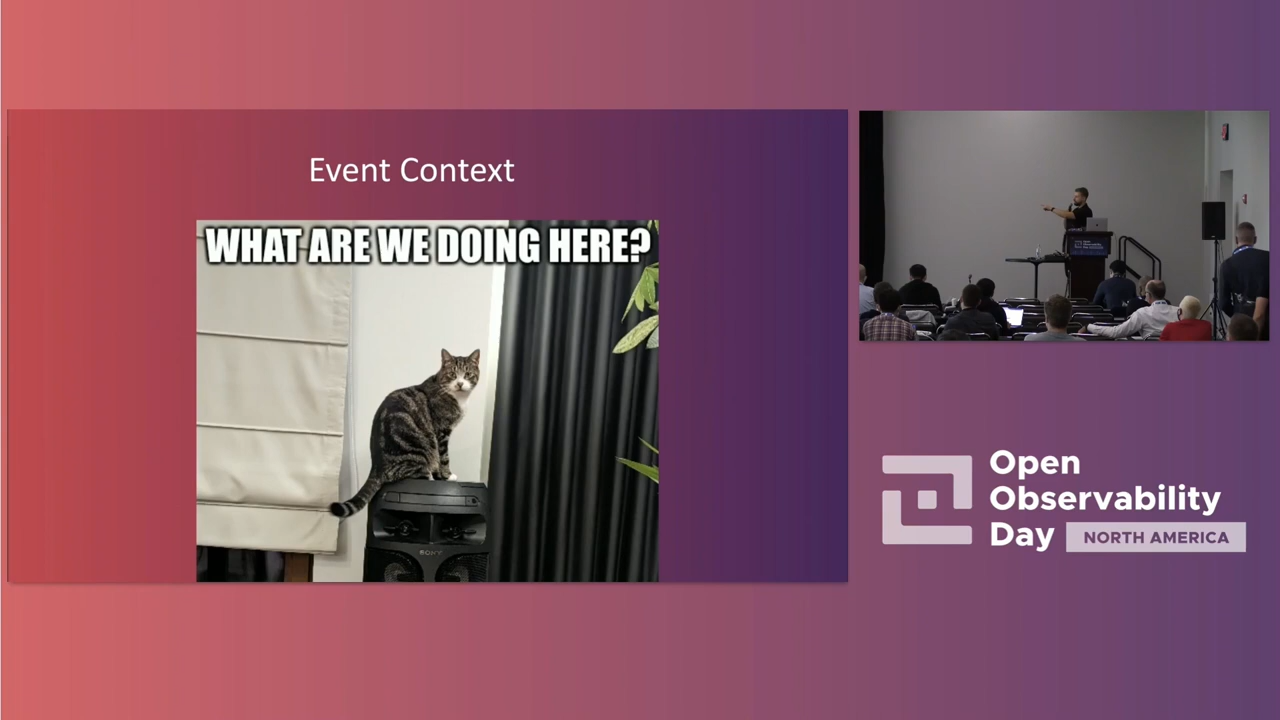 Event Context
WHAT ARE WE DOING HERE?
SONY
Open
Observability
Day
NORTH AMERICA